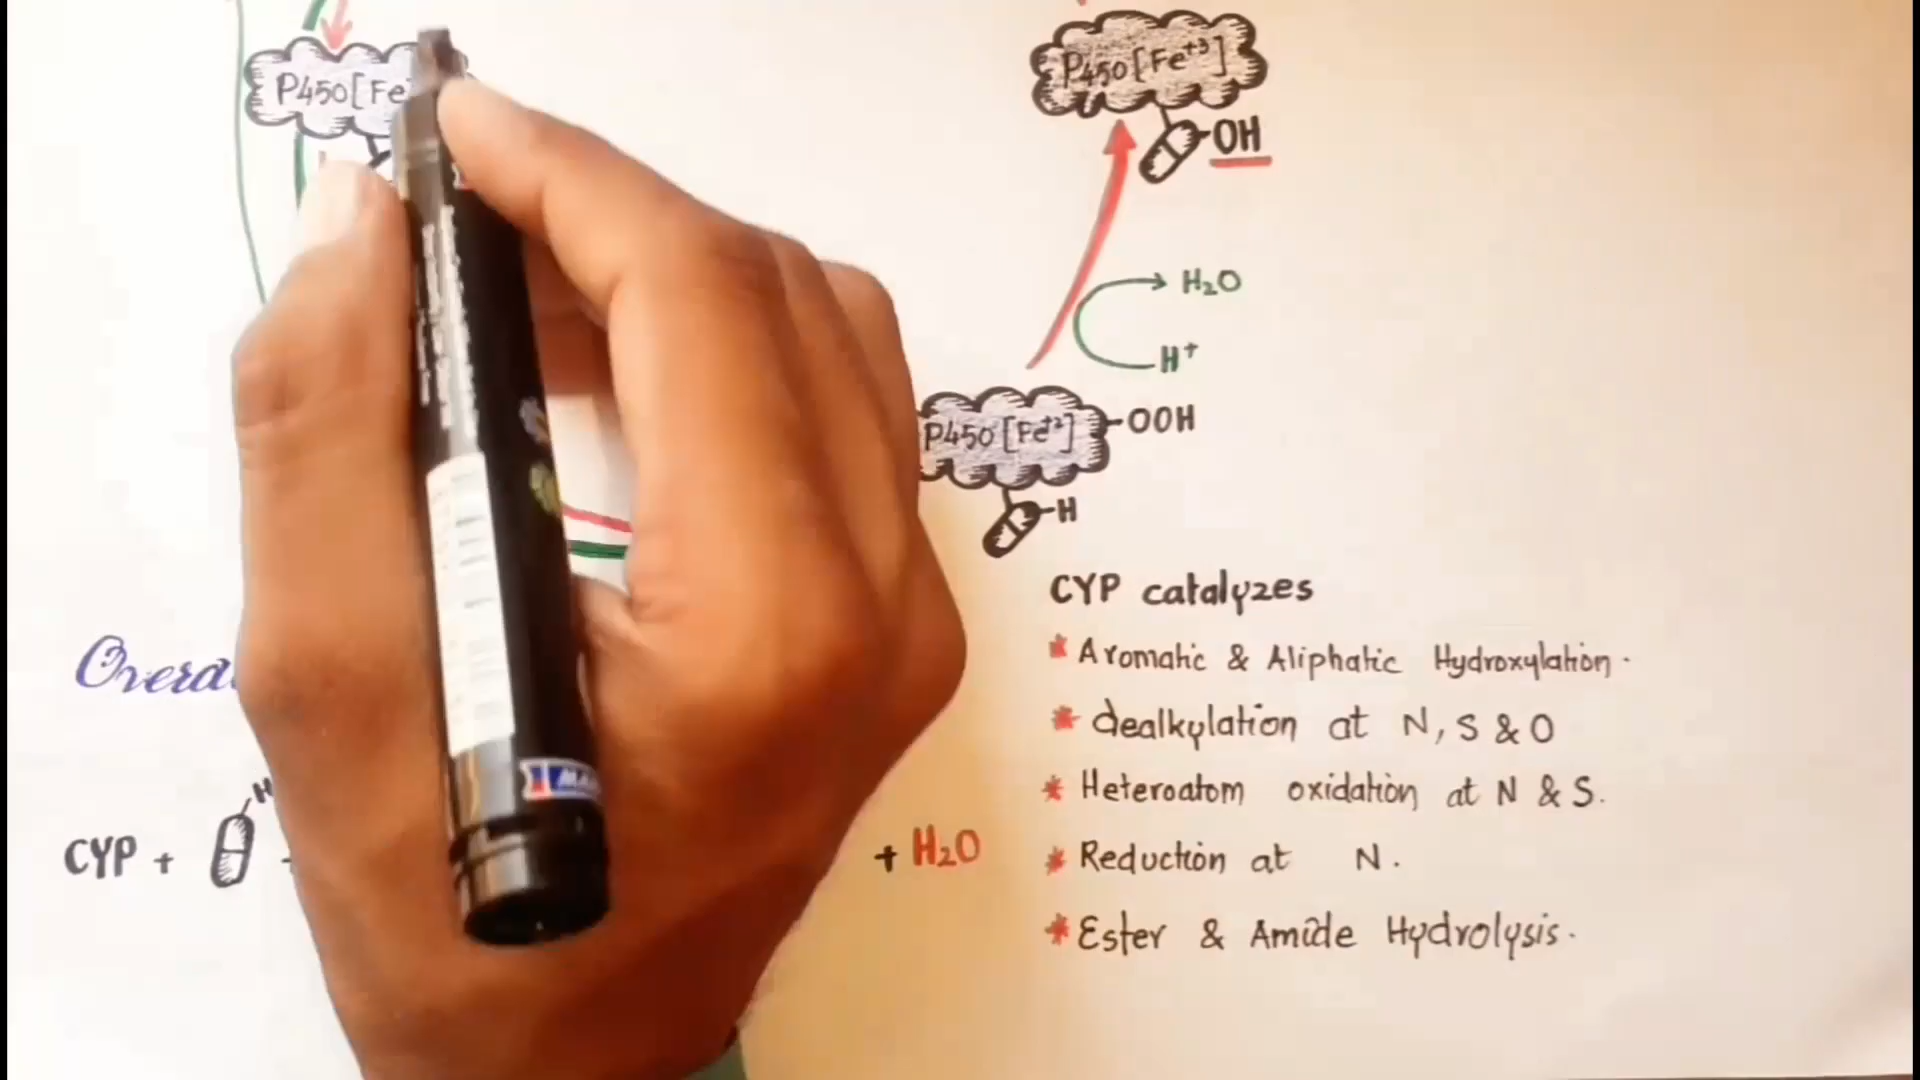 P450[Fe
P450[Fe⁺³]
OH
H₂O
H⁺
P450[Fe⁺²]
OOH
H
CYP catalyzes
* Aromatic & Aliphatic Hydroxylation.
* dealkylation at N, S & O
* Heteroatom oxidation at N & S.
* Reduction at N.
* Ester & Amide Hydrolysis.
H
CYP +
+ H₂O